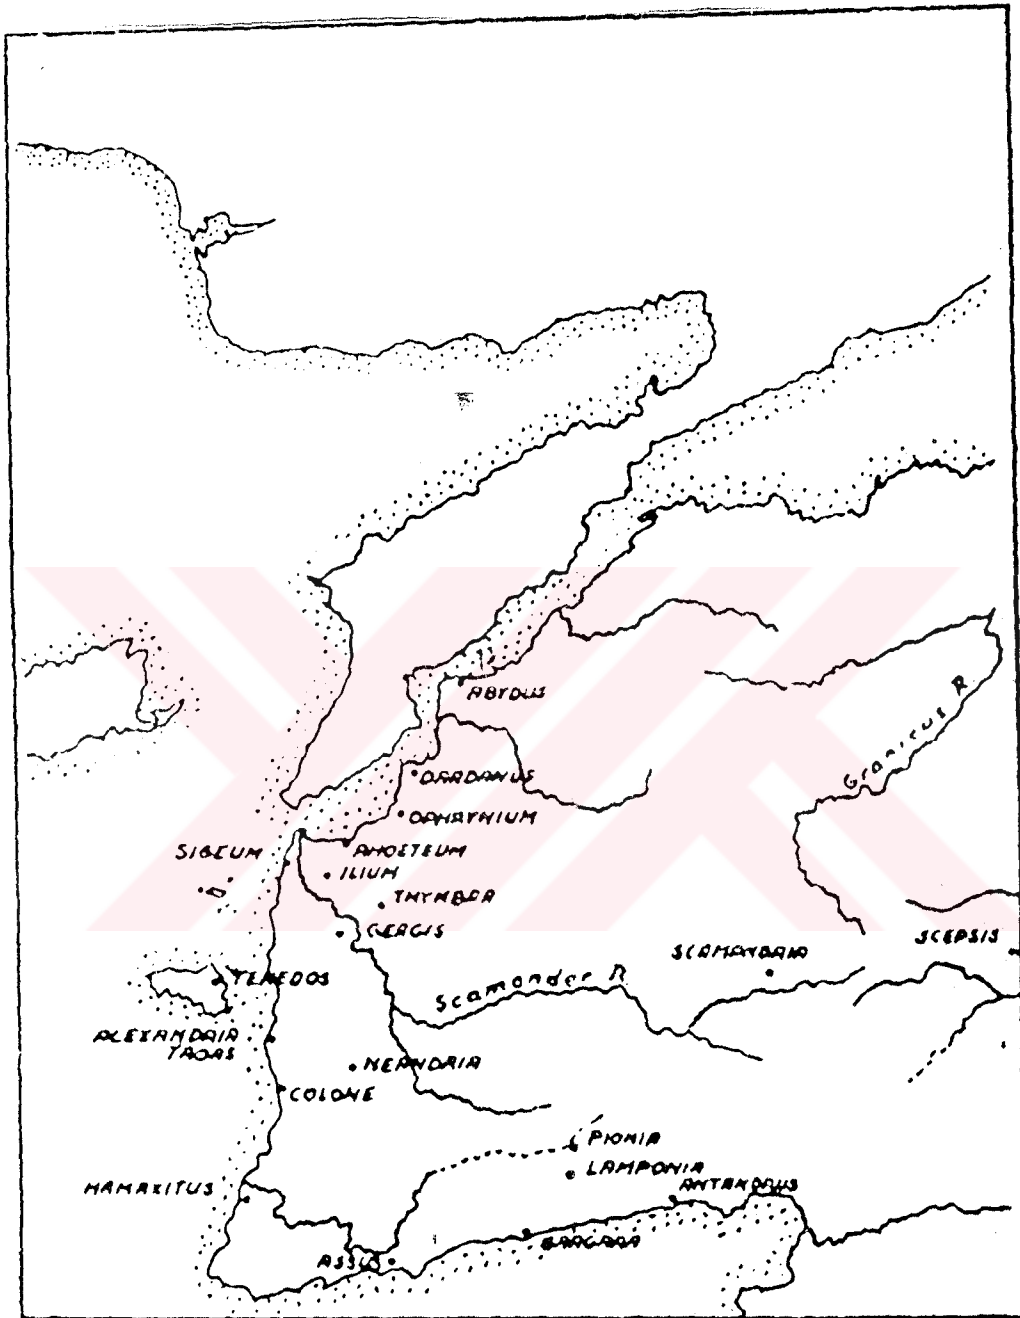 ABYDUS
Granicus R
DARDANUS
OPHRYNIUM
SIGEUM
RHOETEUM
ILIUM
THYMBRA
GERGIS
SCEPSIS
SCAMANDRIA
TENEDOS
Scamander R
ALEXANDRIA
TROAS
NEANDRIA
COLONE
PIONIA
LAMPONIA
HAMAXITUS
ANTANDRUS
GARGARA
ASSUS